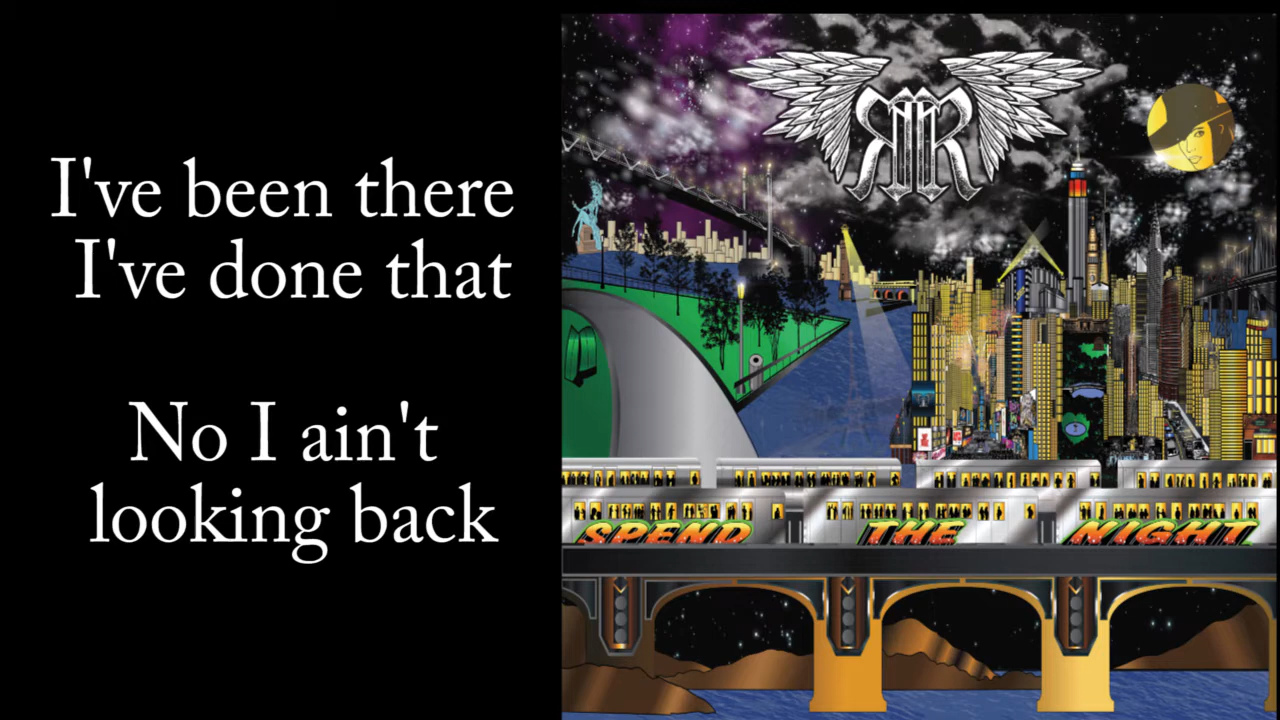 I've been there
I've done that
No I ain't
looking back
SPEND THE NIGHT